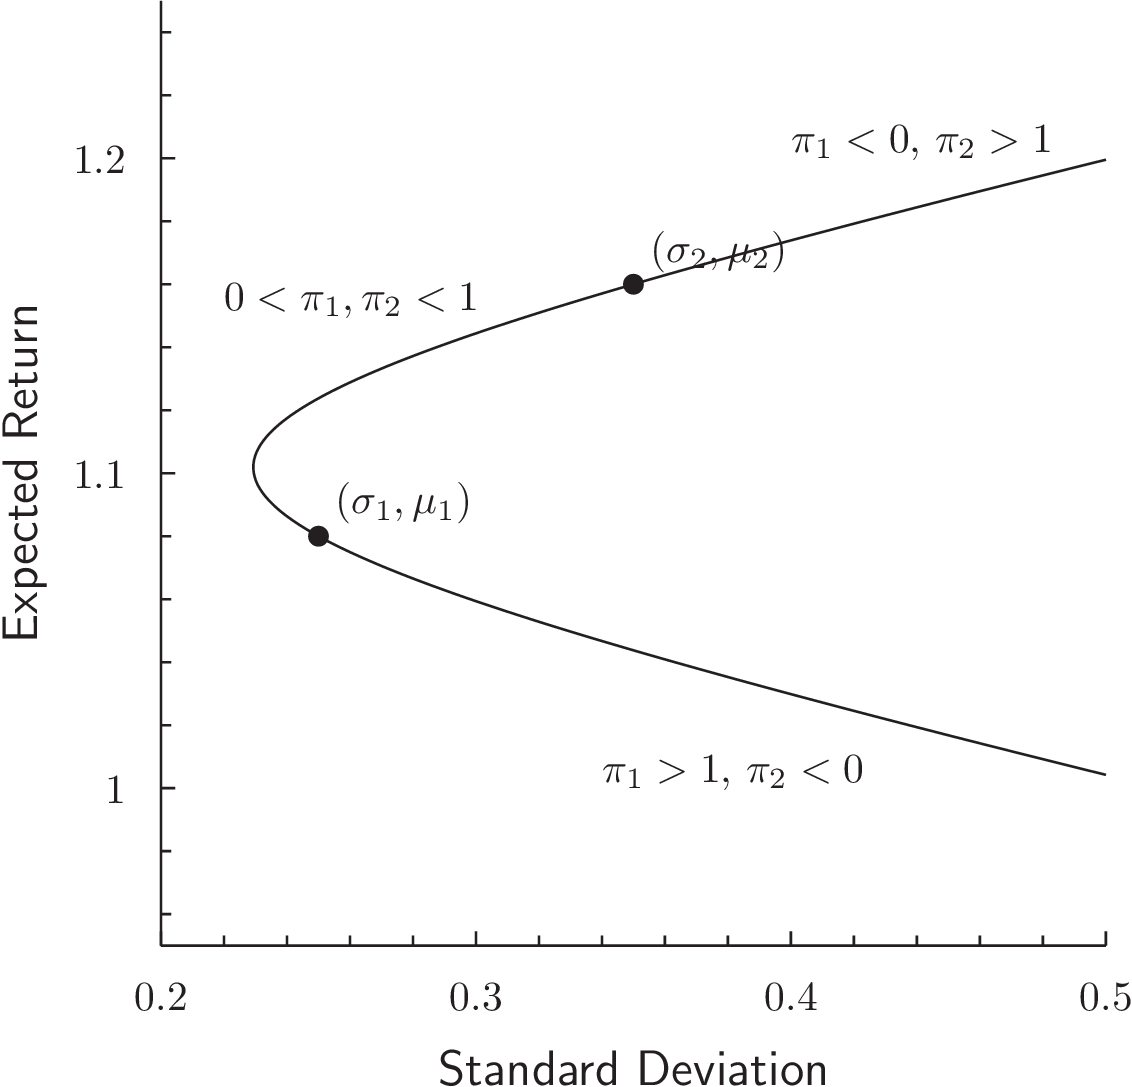 1.2
1.1
1
Expected Return
π₁ < 0, π₂ > 1
(σ₂, μ₂)
0 < π₁, π₂ < 1
(σ₁, μ₁)
π₁ > 1, π₂ < 0
0.2 0.3 0.4 0.5
Standard Deviation